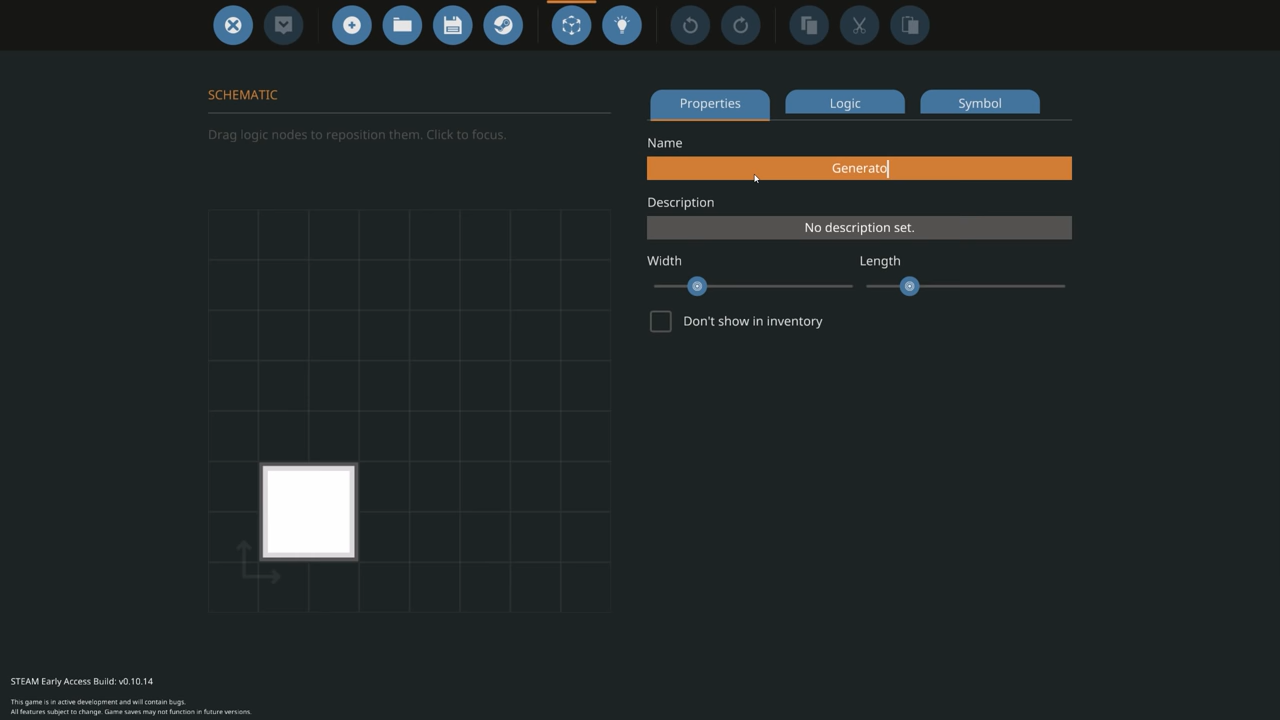 SCHEMATIC
Drag logic nodes to reposition them. Click to focus.
Properties
Logic
Symbol
Name
Generato
Description
No description set.
Width
Length
Don't show in inventory
STEAM Early Access Build: v0.10.14
This game is in active development and will contain bugs.
All features subject to change. Game saves may not function in future versions.